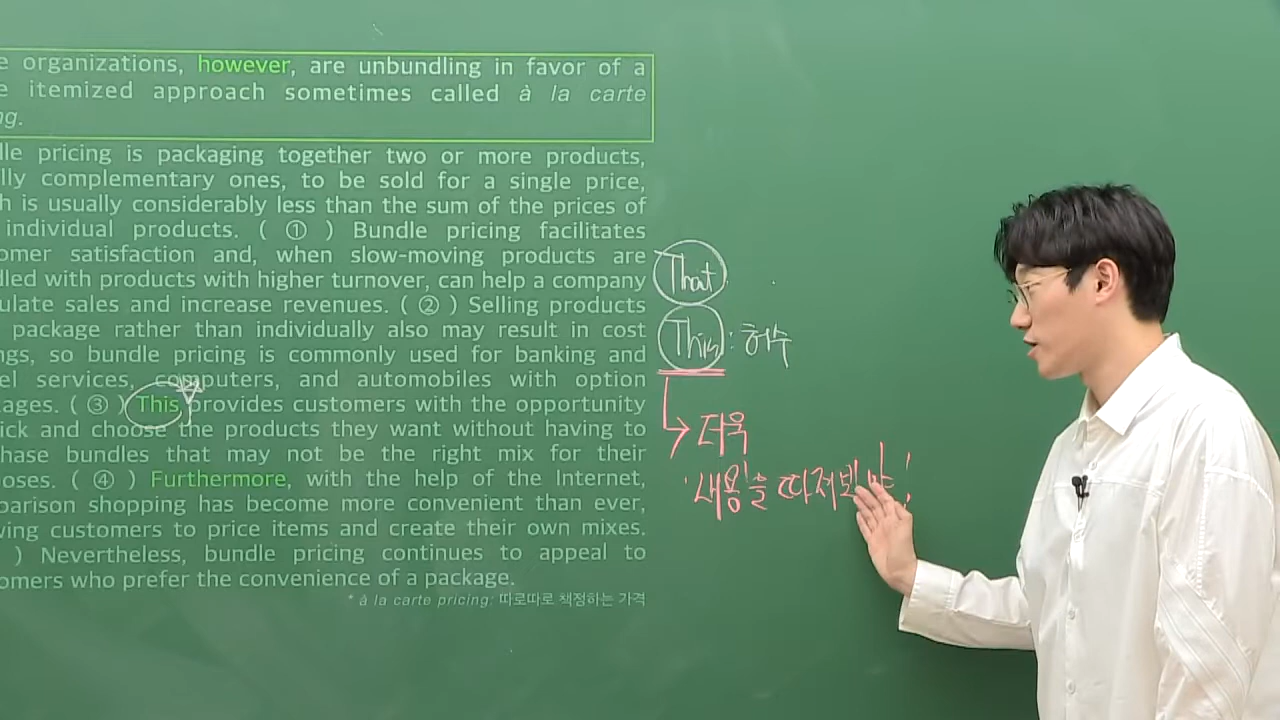 e organizations, however, are unbundling in favor of a
e itemized approach sometimes called à la carte
ng.
lle pricing is packaging together two or more products,
lly complementary ones, to be sold for a single price,
h is usually considerably less than the sum of the prices of
individual products. ( ① ) Bundle pricing facilitates
omer satisfaction and, when slow-moving products are
dled with products with higher turnover, can help a company
ulate sales and increase revenues. ( ② ) Selling products
package rather than individually also may result in cost
ngs, so bundle pricing is commonly used for banking and
el services, computers, and automobiles with option
ages. ( ③ ) This provides customers with the opportunity
ick and choose the products they want without having to
hase bundles that may not be the right mix for their
oses. ( ④ ) Furthermore, with the help of the Internet,
parison shopping has become more convenient than ever,
wing customers to price items and create their own mixes.
) Nevertheless, bundle pricing continues to appeal to
omers who prefer the convenience of a package.
* à la carte pricing: 따로따로 책정하는 가격
That
This : 허수
→ 더욱
내용을 따져